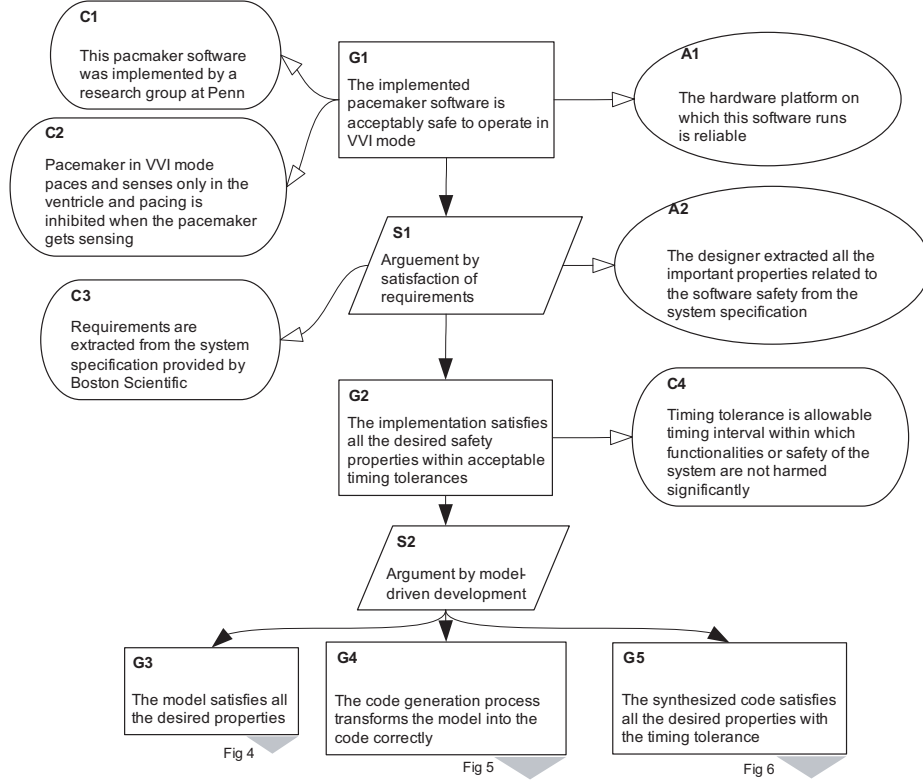 C1
This pacmaker software
was implemented by a
research group at Penn
G1
The implemented
pacemaker software is
acceptably safe to operate in
VVI mode
A1
The hardware platform on
which this software runs
is reliable
C2
Pacemaker in VVI mode
paces and senses only in the
ventricle and pacing is
inhibited when the pacemaker
gets sensing
S1
Arguement by
satisfaction of
requirements
A2
The designer extracted all the
important properties related to
the software safety from the
system specification
C3
Requirements are
extracted from the system
specification provided by
Boston Scientific
G2
The implementation satisfies
all the desired safety
properties within acceptable
timing tolerances
C4
Timing tolerance is allowable
timing interval within which
functionalities or safety of the
system are not harmed
significantly
S2
Argument by model-
driven development
G3
The model satisfies all
the desired properties
Fig 4
G4
The code generation process
transforms the model into the
code correctly
Fig 5
G5
The synthesized code satisfies
all the desired properties with
the timing tolerance
Fig 6